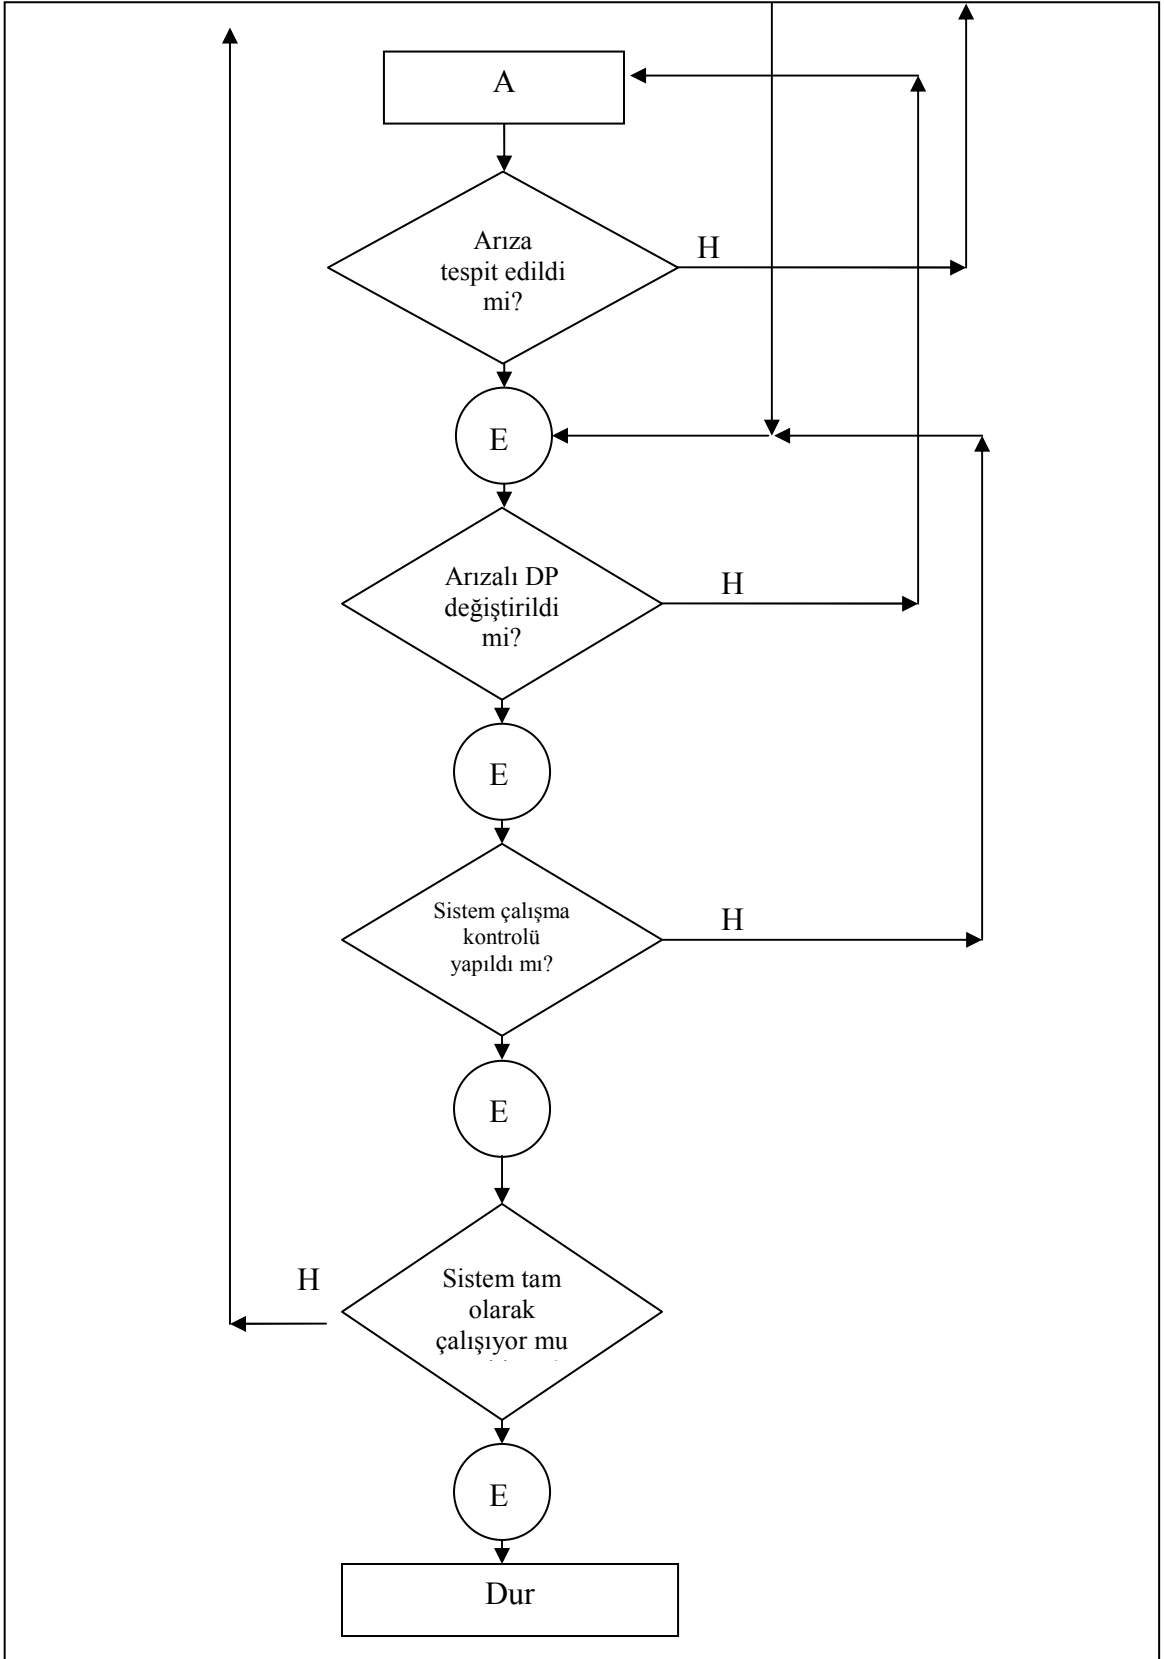 A
Arıza
tespit edildi
mi?
H
E
Arızalı DP
değiştirildi
mi?
H
E
Sistem çalışma
kontrolü
yapıldı mı?
H
E
H
Sistem tam
olarak
çalışıyor mu
E
Dur